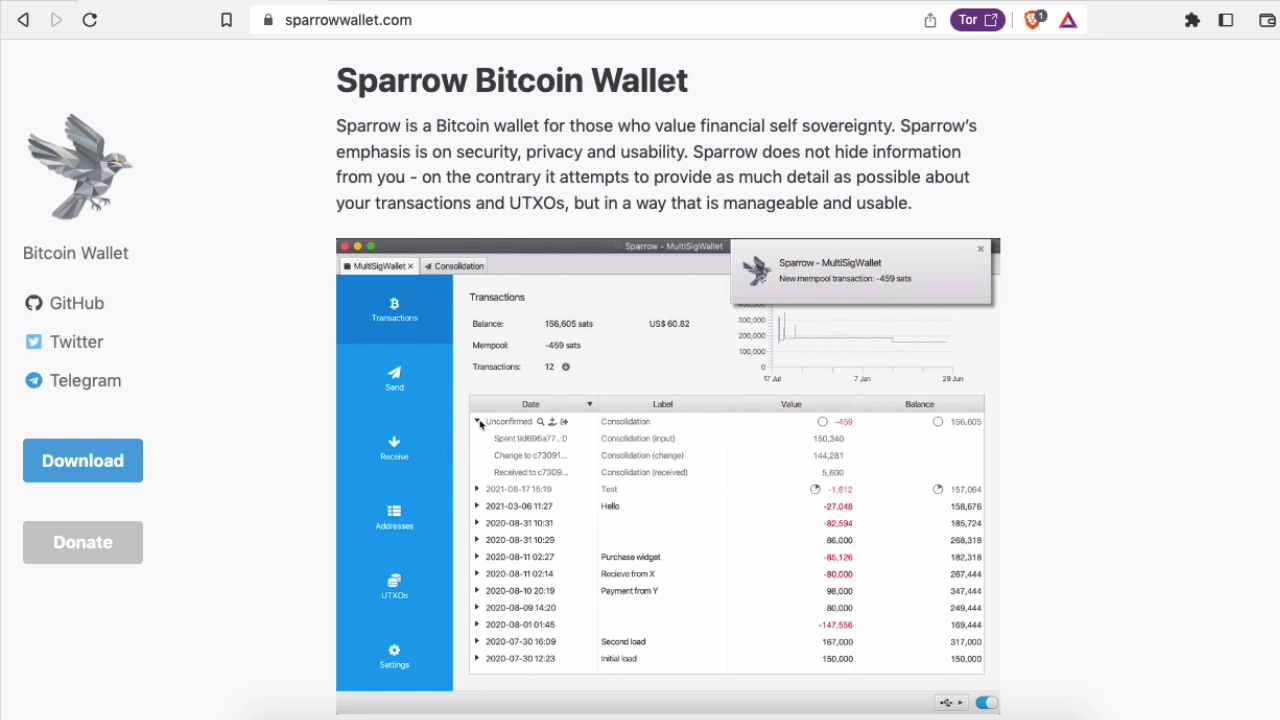 sparrowwallet.com
Tor
1
Sparrow Bitcoin Wallet
Sparrow is a Bitcoin wallet for those who value financial self sovereignty. Sparrow's
emphasis is on security, privacy and usability. Sparrow does not hide information
from you - on the contrary it attempts to provide as much detail as possible about
your transactions and UTXOs, but in a way that is manageable and usable.
Bitcoin Wallet
GitHub
Twitter
Telegram
Download
Donate
Sparrow - MultiSigWallet
MultiSigWallet
Consolidation
Sparrow - MultiSigWallet
New mempool transaction: -459 sats
Transactions
Send
Receive
Addresses
UTXOs
Settings
Transactions
Balance: 156,605 sats US$ 60.82
Mempool: -459 sats
Transactions: 12
300,000
200,000
100,000
0
17 Jul 7 Jan 29 Jun
Date Label Value Balance
Unconfirmed Consolidation -459 156,605
Spent 9d696a77...:0 Consolidation (input) 150,340
Change to c73091... Consolidation (change) 144,281
Received to c7309... Consolidation (received) 5,600
2021-06-17 15:19 Test -1,612 157,064
2021-03-06 11:27 Hello -27,048 158,676
2020-08-31 10:31 -82,594 185,724
2020-08-31 10:29 86,000 268,318
2020-08-11 02:27 Purchase widget -85,126 182,318
2020-08-11 02:14 Recieve from X -80,000 267,444
2020-08-10 20:19 Payment from Y 98,000 347,444
2020-08-09 14:20 80,000 249,444
2020-08-01 01:45 -147,556 169,444
2020-07-30 16:09 Second load 167,000 317,000
2020-07-30 12:23 Initial load 150,000 150,000